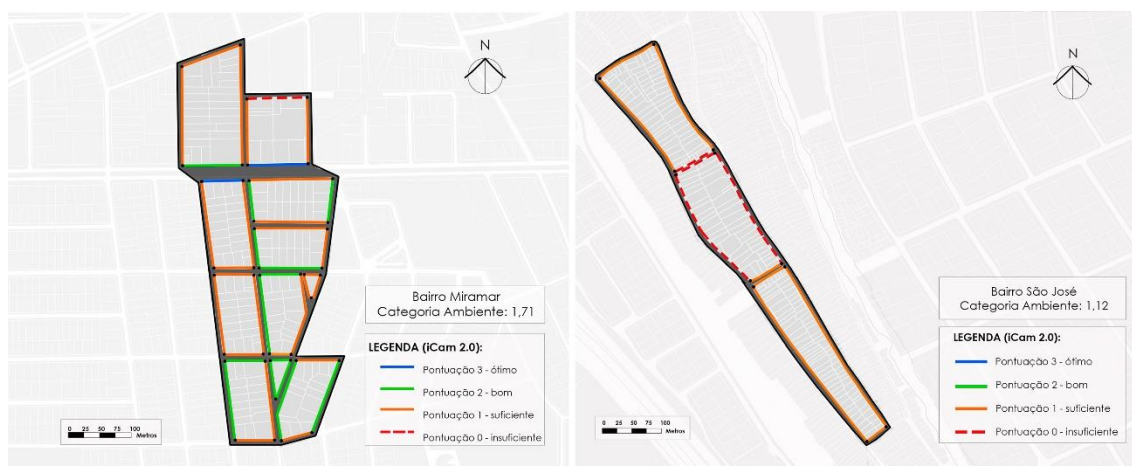 N
Bairro Miramar
Categoria Ambiente: 1,71
LEGENDA (iCam 2.0):
Pontuação 3 - ótimo
Pontuação 2 - bom
Pontuação 1 - suficiente
Pontuação 0 - insuficiente
0 25 50 75 100
Metros
N
Bairro São José
Categoria Ambiente: 1,12
LEGENDA (iCam 2.0):
Pontuação 3 - ótimo
Pontuação 2 - bom
Pontuação 1 - suficiente
Pontuação 0 - insuficiente
0 25 50 75 100
Metros